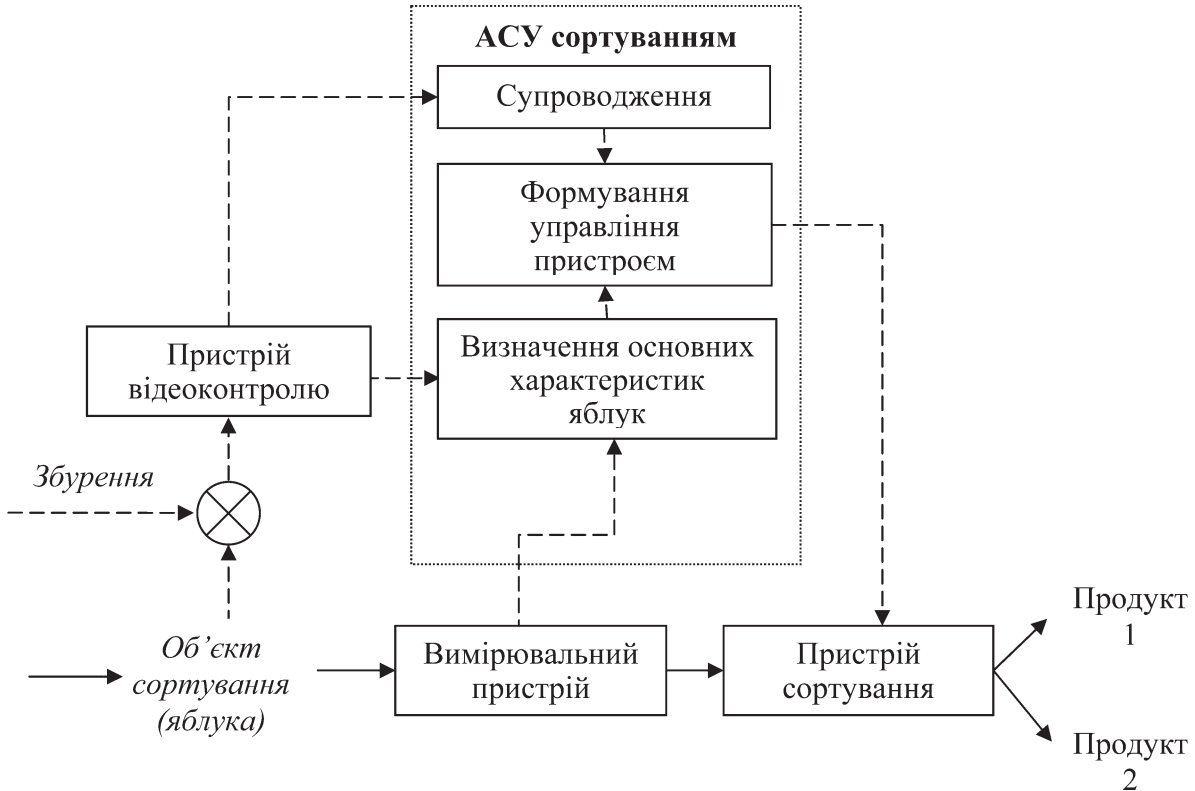 АСУ сортуванням
Супроводження
Формування
управління
пристроєм
Визначення основних
характеристик
яблук
Пристрій
відеоконтролю
Збурення
Об’єкт
сортування
(яблука)
Вимірювальний
пристрій
Пристрій
сортування
Продукт
1
Продукт
2